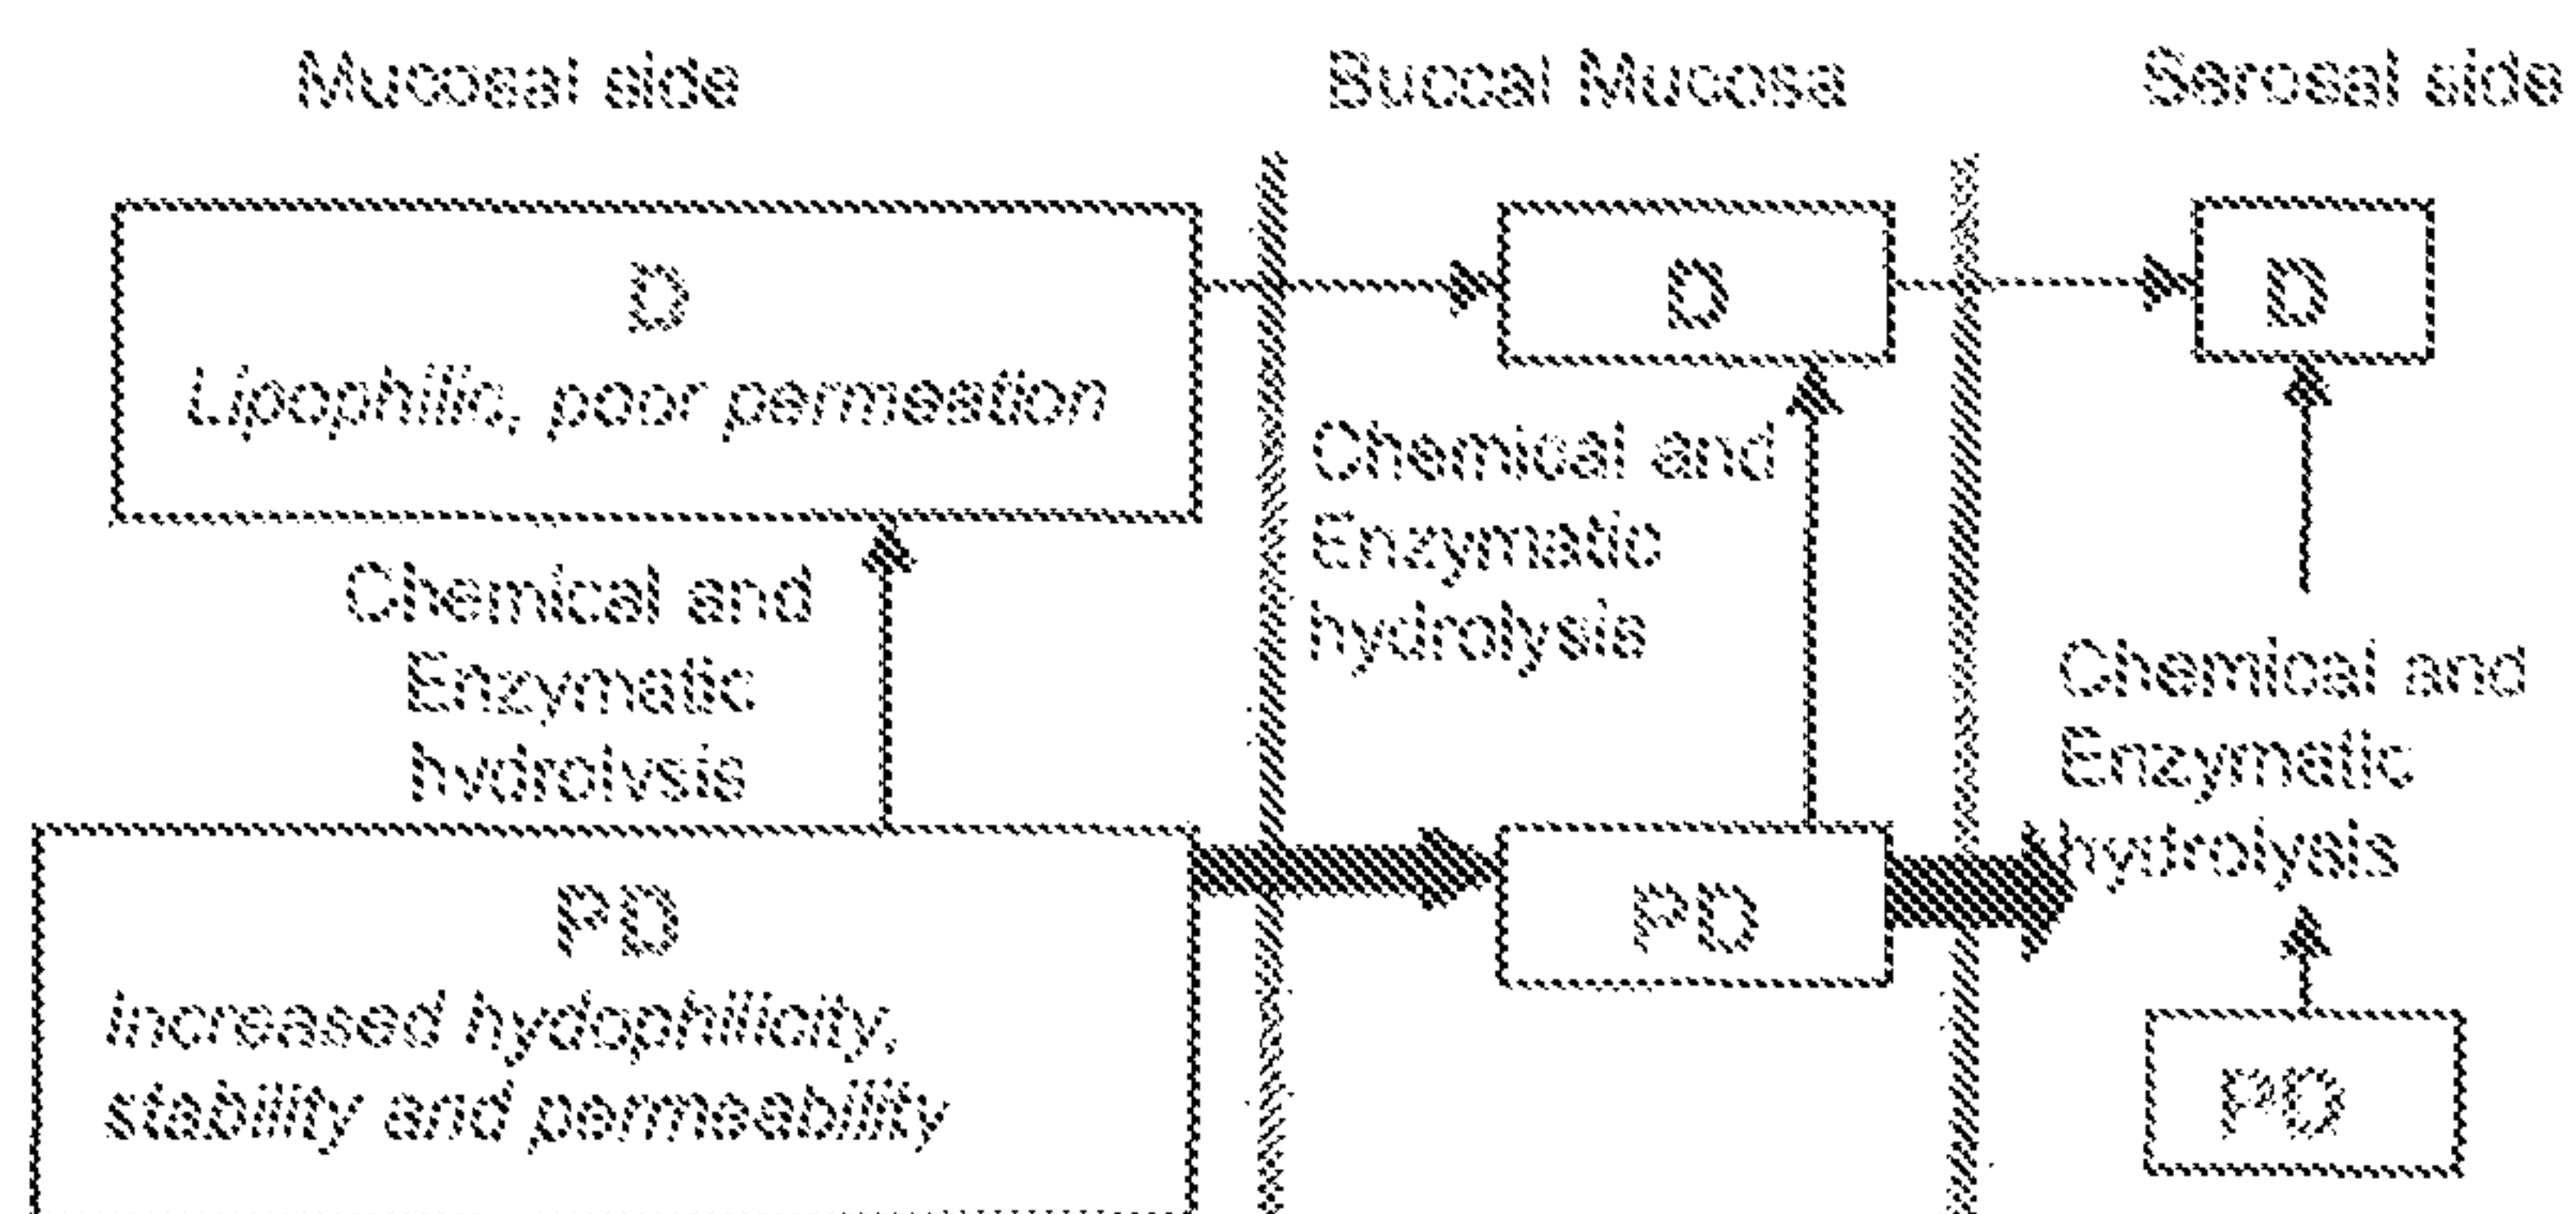 Mucosal side
Buccal Mucosa
Serosal side
D
Lipophilic, poor permeation
D
D
Chemical and
Enzymatic
hydrolysis
Chemical and
Enzymatic
hydrolysis
Chemical and
Enzymatic
hydrolysis
PD
increased hydophilicity,
stability and permeability
PD
PD